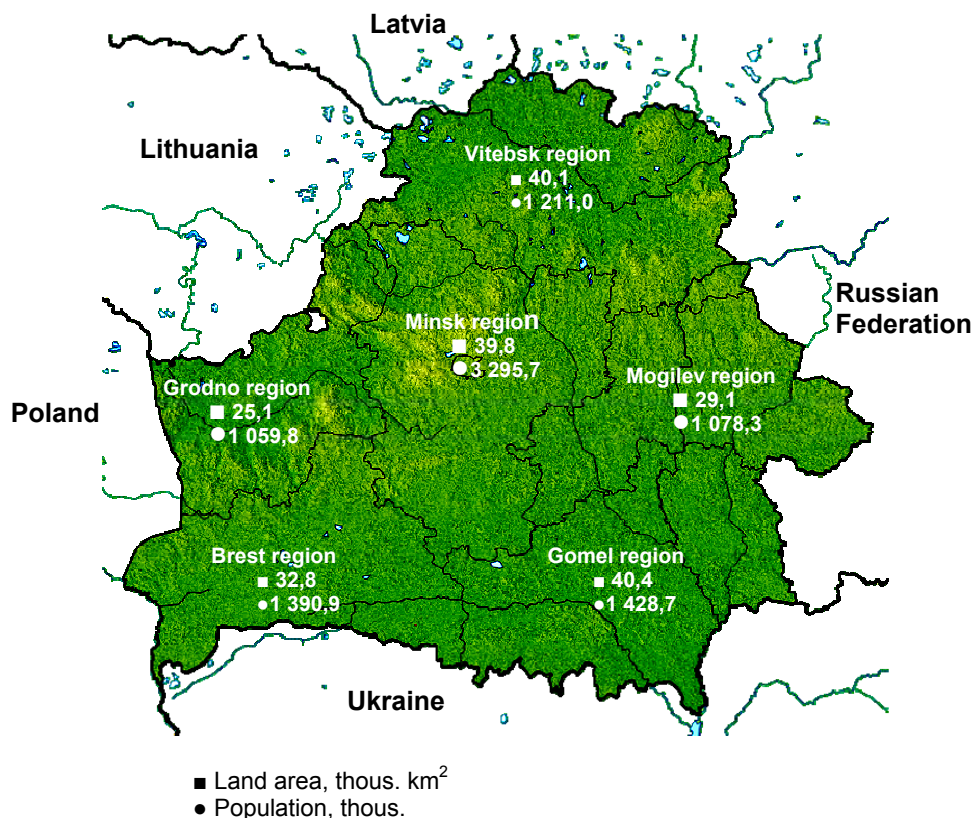 Latvia
Lithuania
Vitebsk region
■ 40,1
● 1 211,0
Russian
Federation
Minsk region
■ 39,8
● 3 295,7
Mogilev region
■ 29,1
● 1 078,3
Grodno region
■ 25,1
● 1 059,8
Poland
Brest region
■ 32,8
● 1 390,9
Gomel region
■ 40,4
● 1 428,7
Ukraine
■ Land area, thous. km²
● Population, thous.